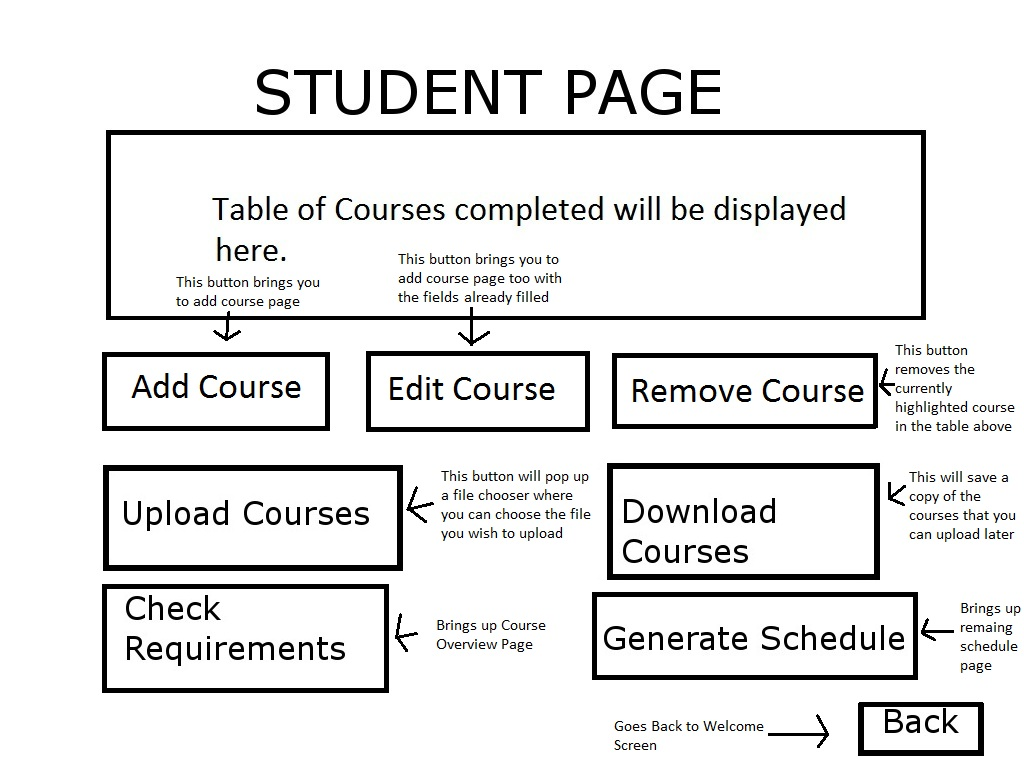 STUDENT PAGE
Table of Courses completed will be displayed
here.
This button brings you
to add course page
This button brings you to
add course page too with
the fields already filled
Add Course
Edit Course
Remove Course
This button
removes the
currently
highlighted course
in the table above
Upload Courses
This button will pop up
a file chooser where
you can choose the file
you wish to upload
Download
Courses
This will save a
copy of the
courses that you
can upload later
Check
Requirements
Brings up Course
Overview Page
Generate Schedule
Brings up
remaing
schedule
page
Goes Back to Welcome
Screen
Back